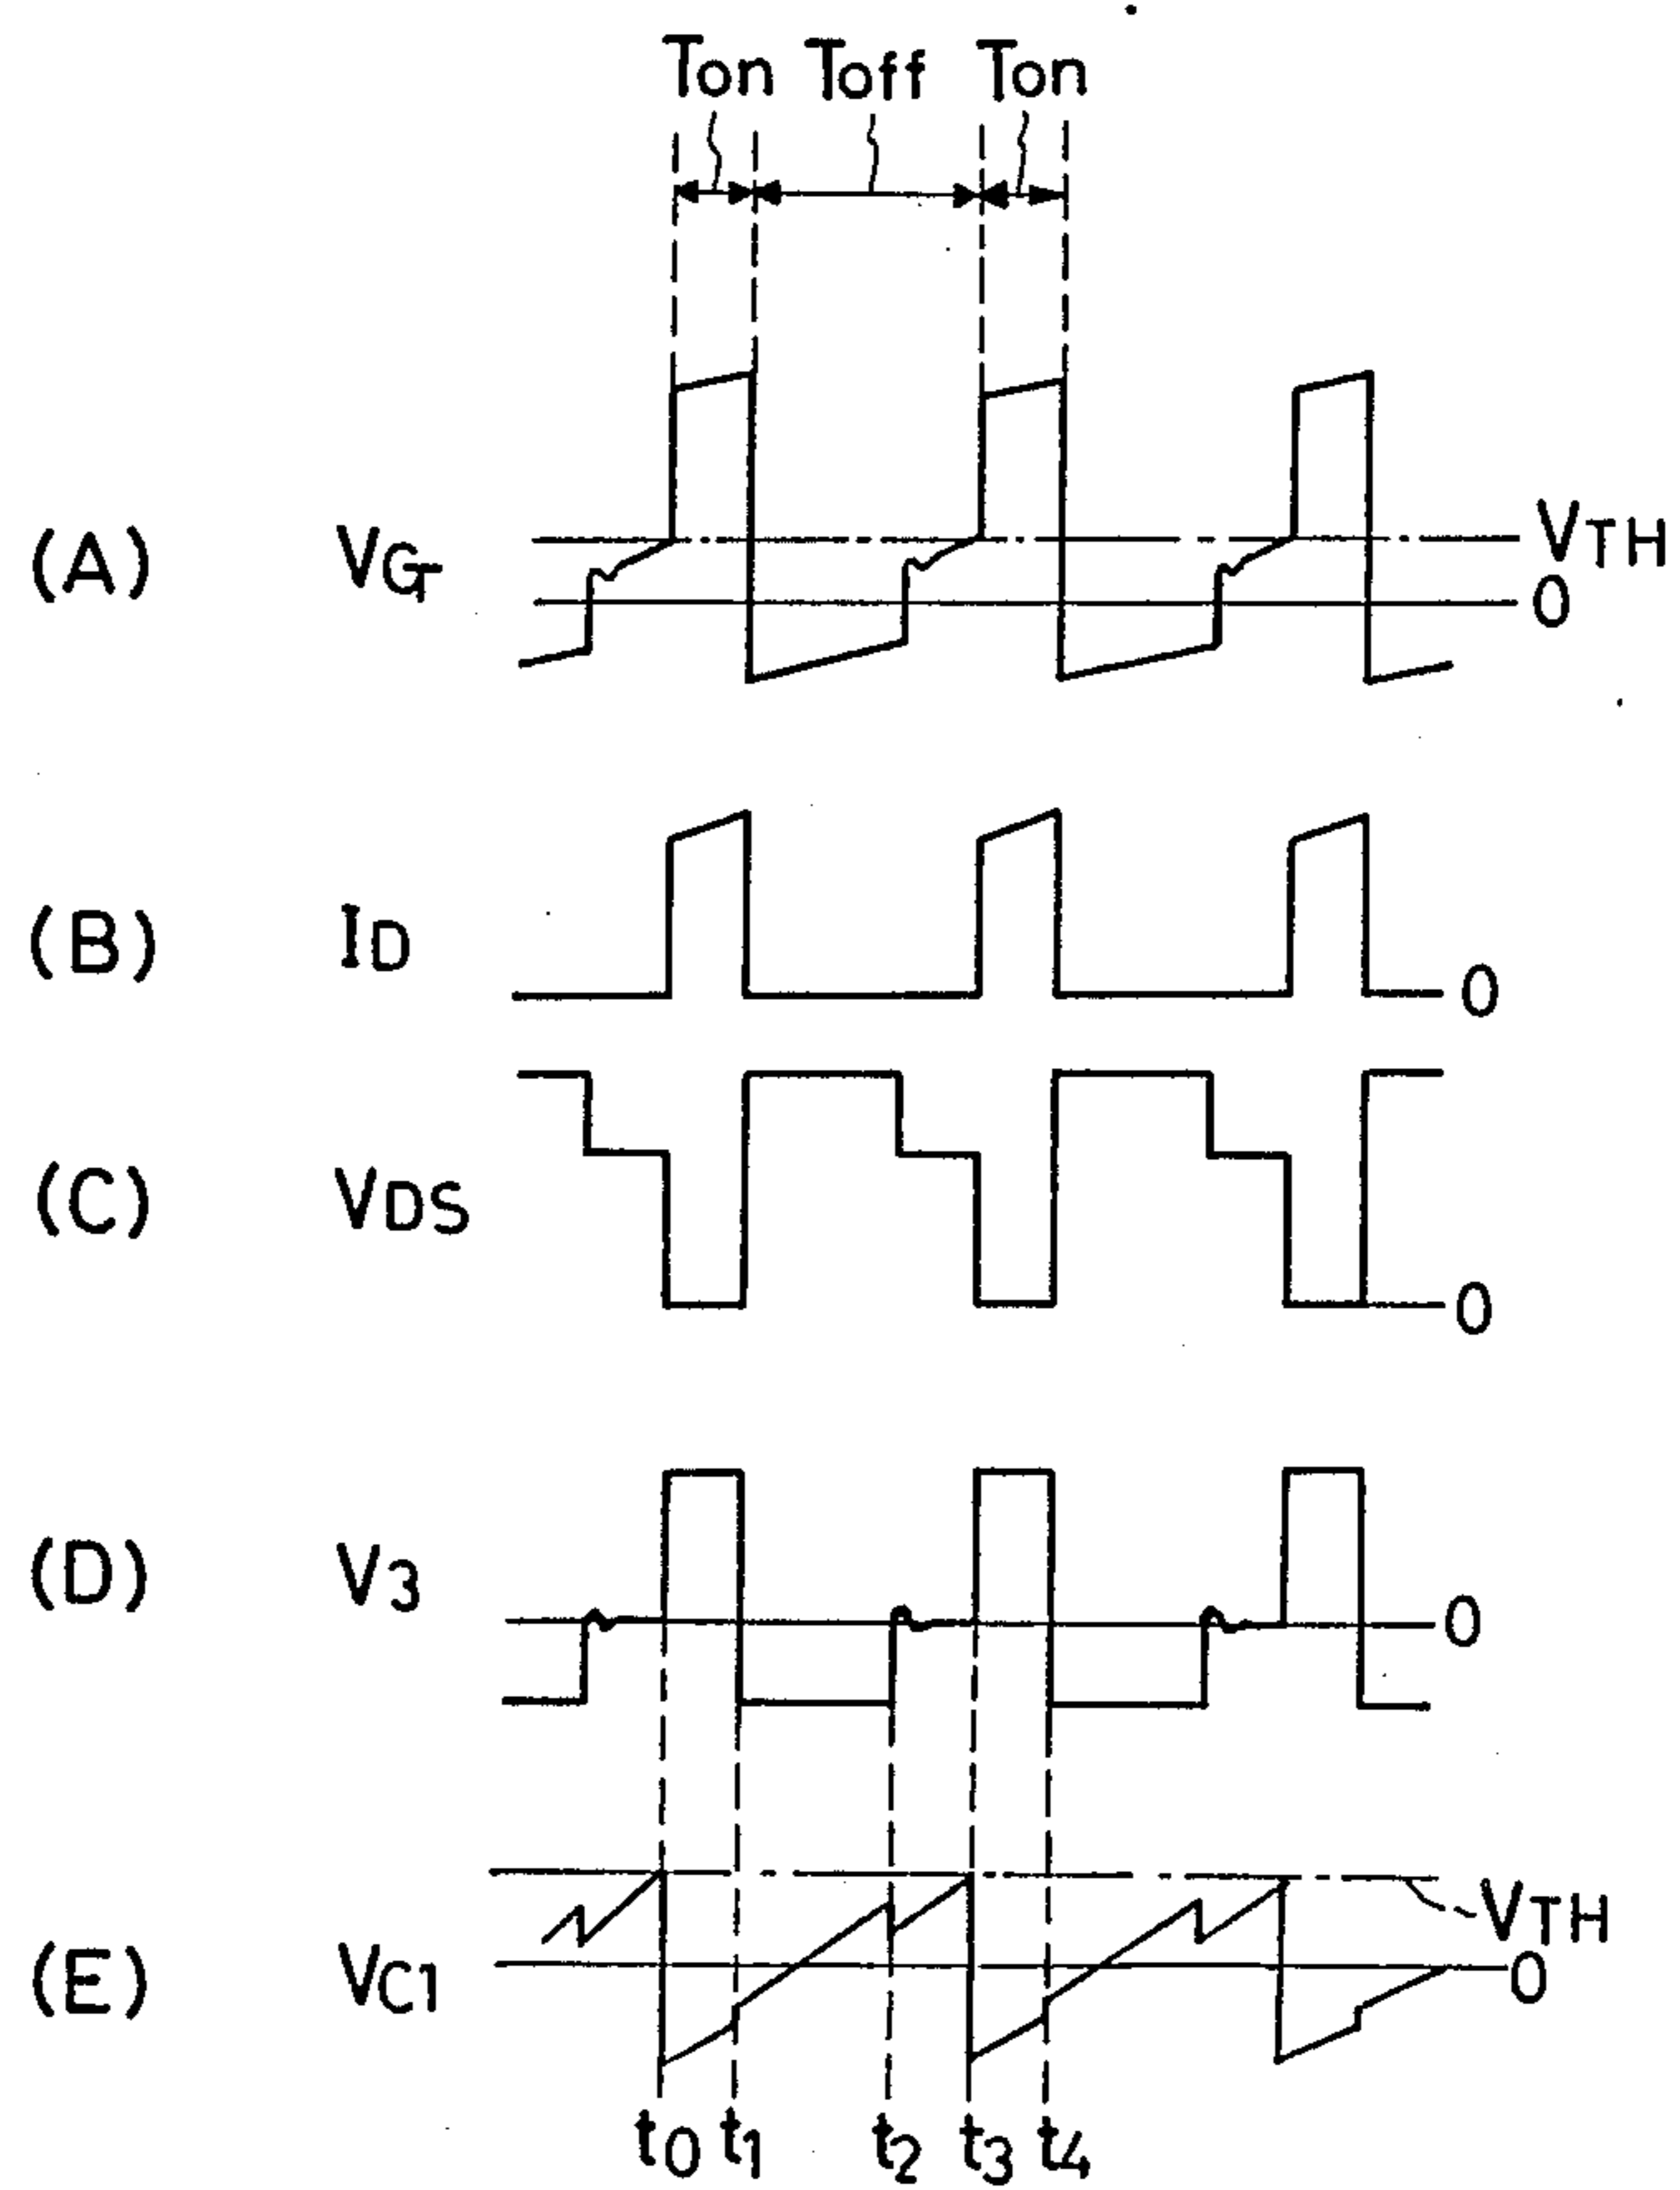 Ton Toff Ton
(A) VG VTH
0
(B) ID 0
(C) VDS
0
(D) V3 0
(E) VC1 VTH
0
t0 t1 t2 t3 t4